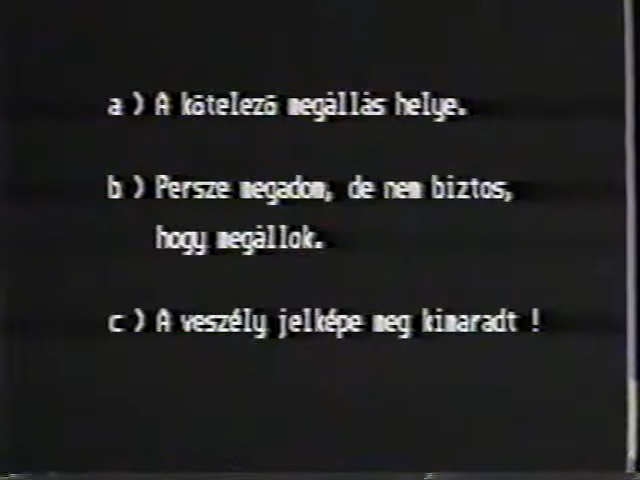 a ) A kötelező megállás helye.
b ) Persze megadom, de nem biztos,
hogy megállok.
c ) A veszély jelképe meg kimaradt !